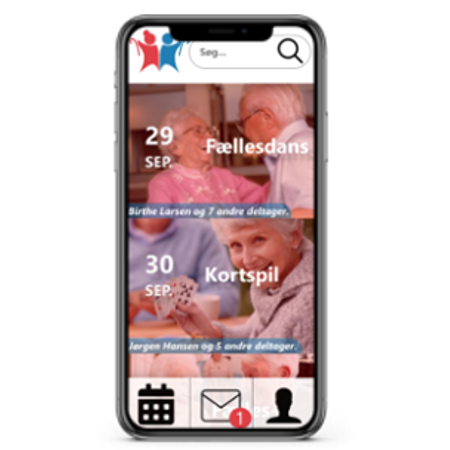 Søg...
29
SEP.
Fællesdans
Birthe Larsen og 7 andre deltager.
30
SEP.
Kortspil
Jørgen Hansen og 5 andre deltager.
Fælles
1